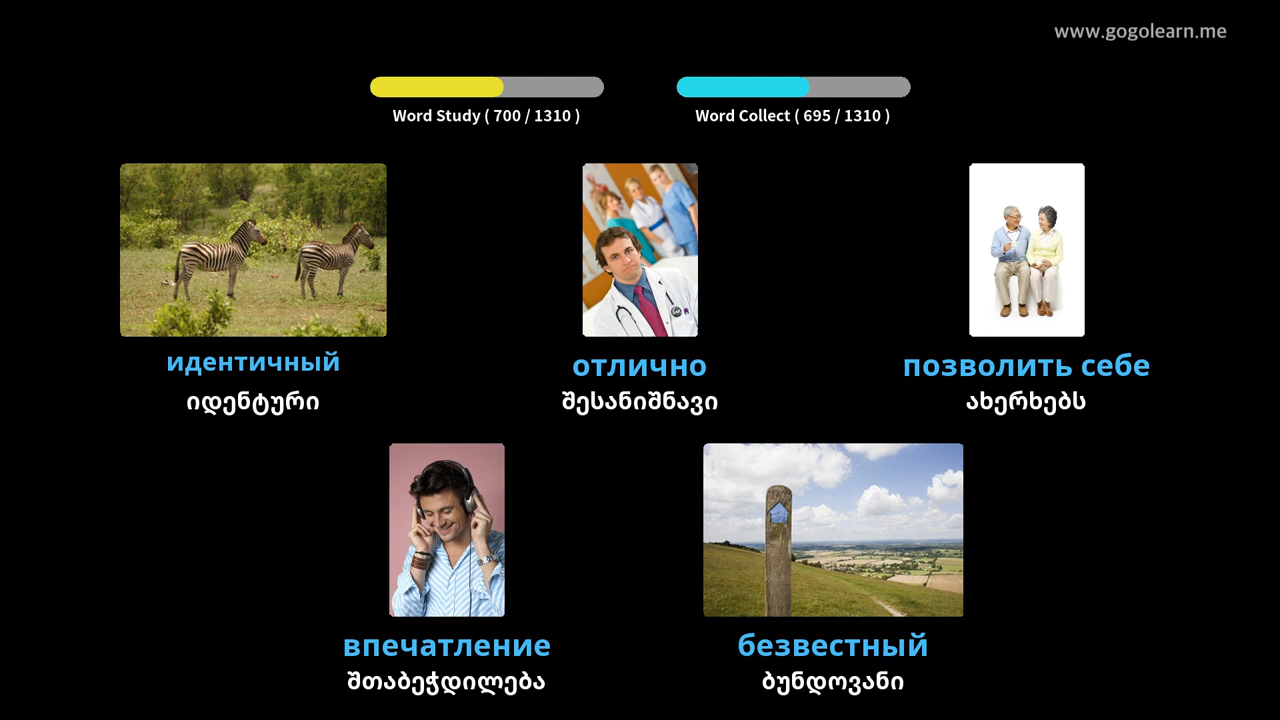 www.gogolearn.me
Word Study ( 700 / 1310 )
Word Collect ( 695 / 1310 )
идентичный
იდენტური
отлично
შესანიშნავი
позволить себе
ახერხებს
впечатление
შთაბეჭდილება
безвестный
ბუნდოვანი